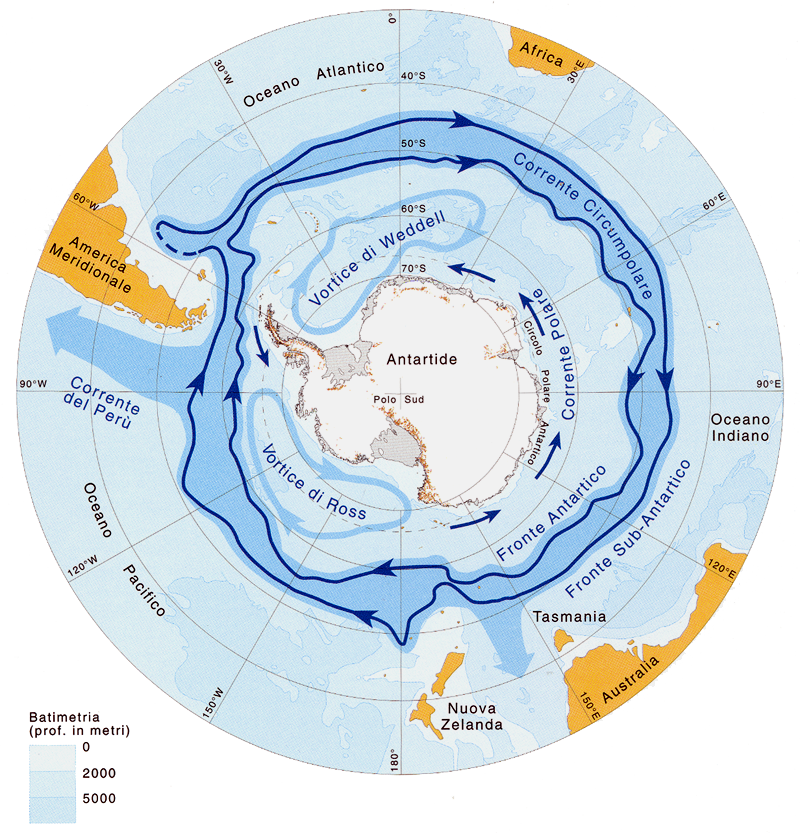 0°
Africa
30°E
30°W
Oceano Atlantico
40°S
50°S
Corrente Circumpolare
60°W
60°E
60°S
America
Meridionale
Vortice di Weddell
70°S
Corrente Polare
Circolo Polare Antartico
Antartide
90°W
90°E
Polo Sud
Corrente
del Perù
Oceano
Indiano
Vortice di Ross
Oceano Pacifico
Fronte Antartico
Fronte Sub-Antartico
120°W
120°E
Tasmania
Australia
150°W
150°E
Nuova
Zelanda
180°
Batimetria
(prof. in metri)
0
2000
5000